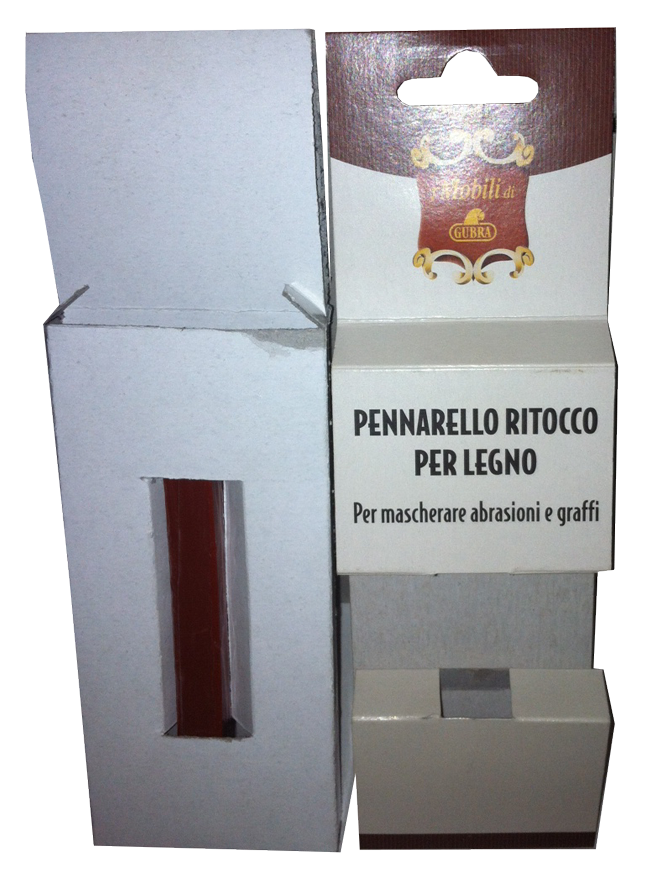 i Mobili di
GUBRA
PENNARELLO RITOCCO
PER LEGNO
Per mascherare abrasioni e graffi